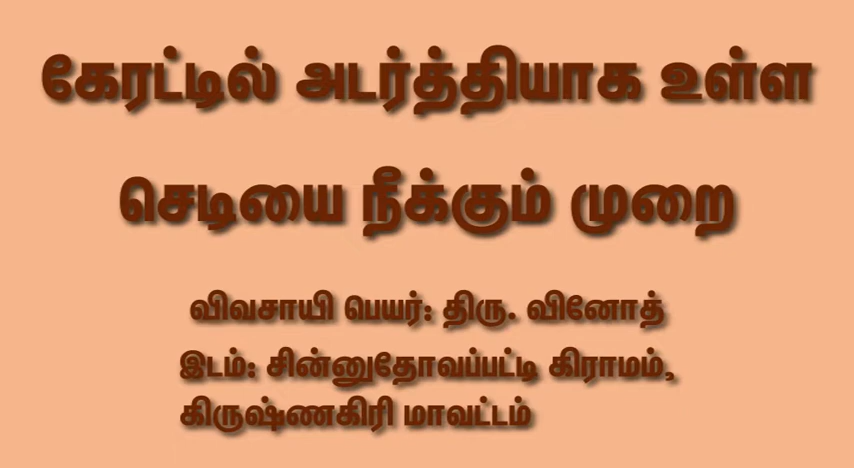 கேரட்டில் அடர்த்தியாக உள்ள
செடியை நீக்கும் முறை
விவசாயி பெயர்: திரு. வினோத்
இடம்: சின்னுதோவப்பட்டி கிராமம்,
கிருஷ்ணகிரி மாவட்டம்